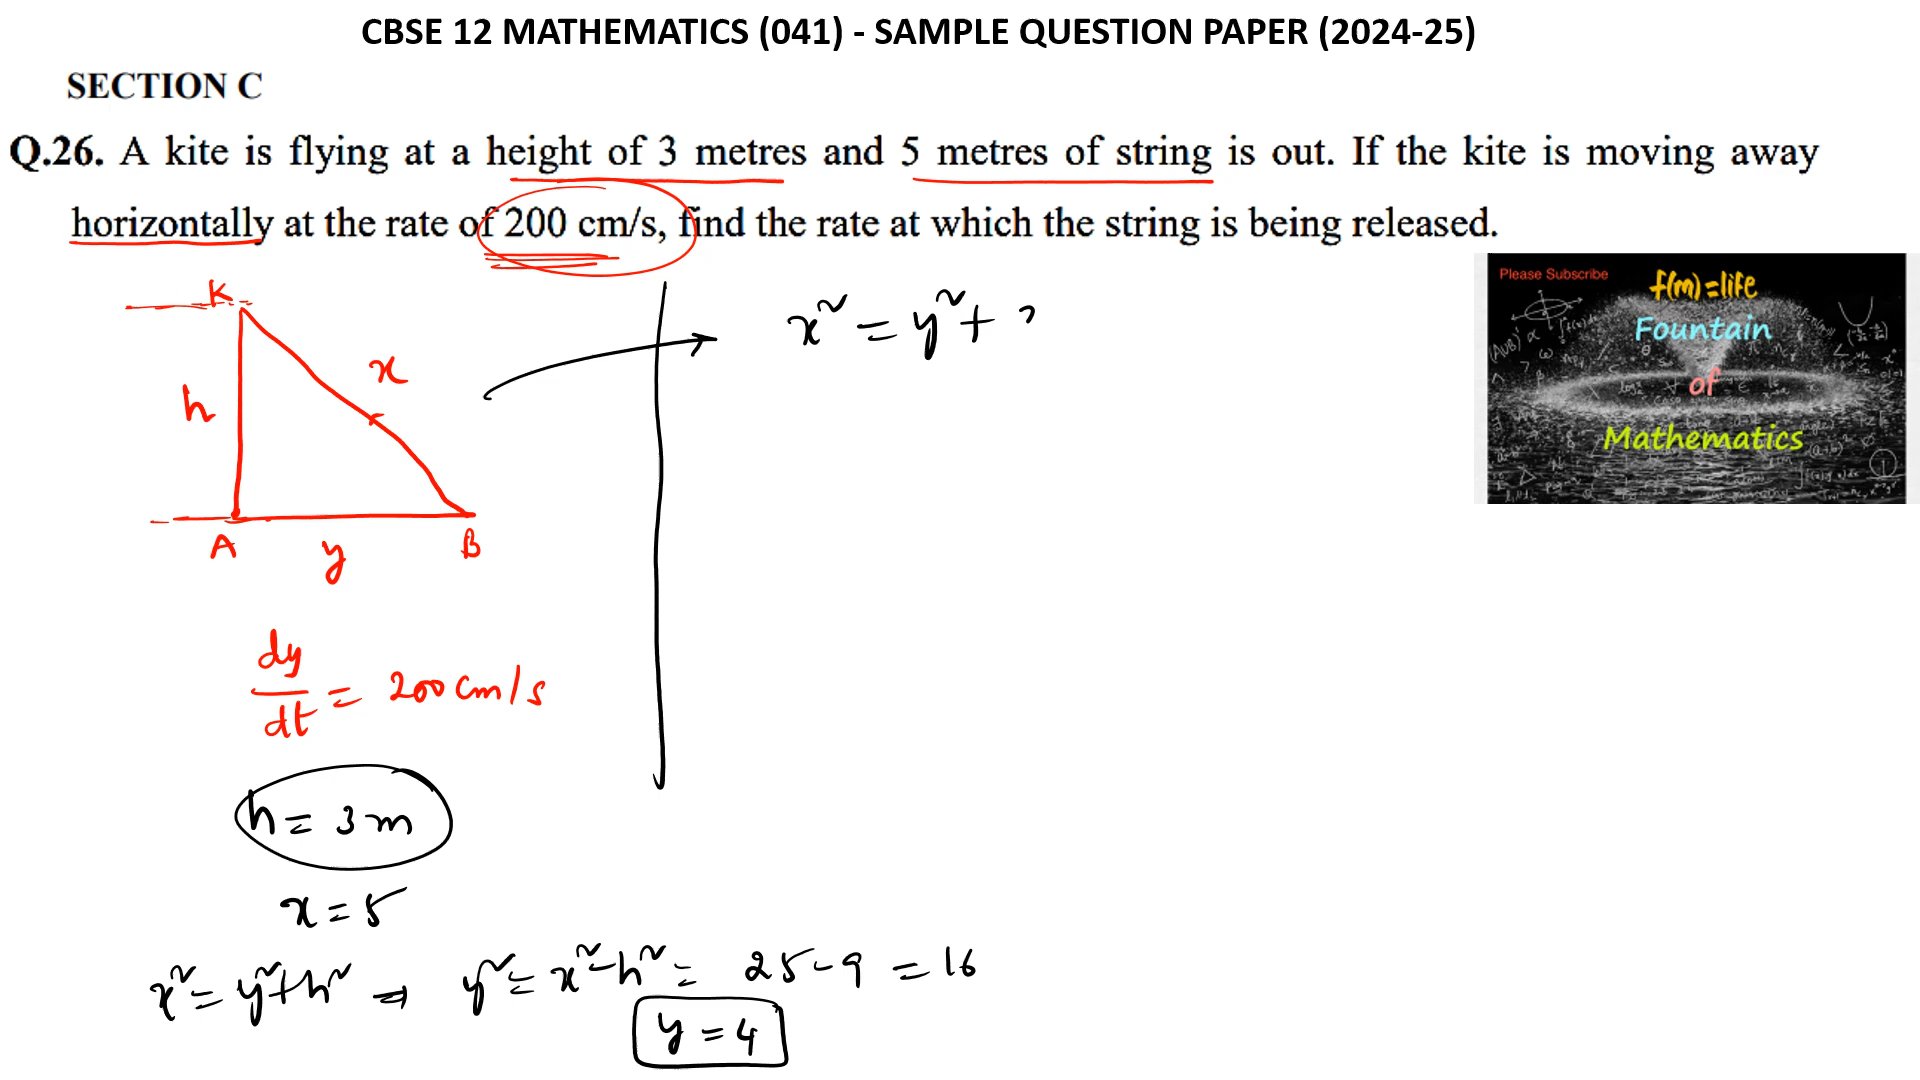 CBSE 12 MATHEMATICS (041) - SAMPLE QUESTION PAPER (2024-25)
SECTION C
Q.26. A kite is flying at a height of 3 metres and 5 metres of string is out. If the kite is moving away
horizontally at the rate of 200 cm/s, find the rate at which the string is being released.
Please Subscribe
f(m)=life
Fountain
of
Mathematics
K
x
h
A
y
B
x² = y² +
dy/dt = 200 cm/s
h = 3 m
x = 5
x² = y² + h² ⇒ y² = x² - h² = 25 - 9 = 16
y = 4